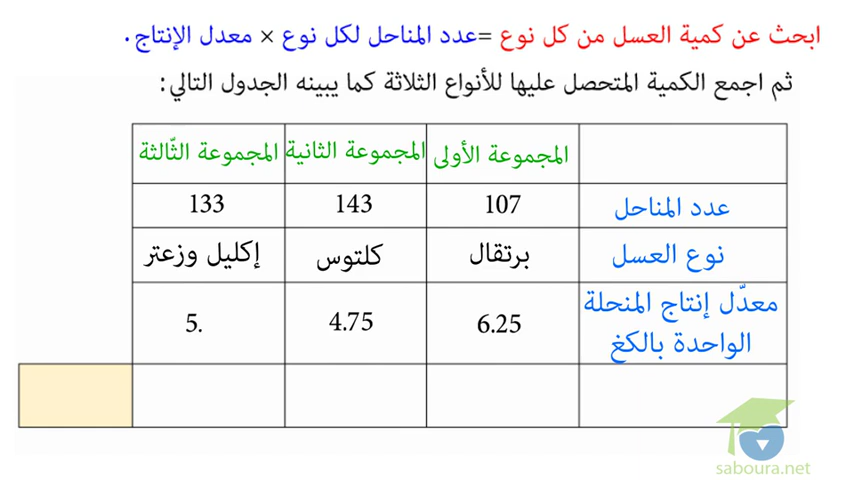 ابحث عن كمية العسل من كل نوع =عدد المناحل لكل نوع × معدل الإنتاج.
ثم اجمع الكمية المتحصل عليها للأنواع الثلاثة كما يبينه الجدول التالي:
المجموعة الأولى المجموعة الثانية المجموعة الثّالثة
عدد المناحل 107 143 133
نوع العسل برتقال كلتوس إكليل وزعتر
معدّل إنتاج المنحلة
الواحدة بالكغ 6.25 4.75 5.
saboura.net